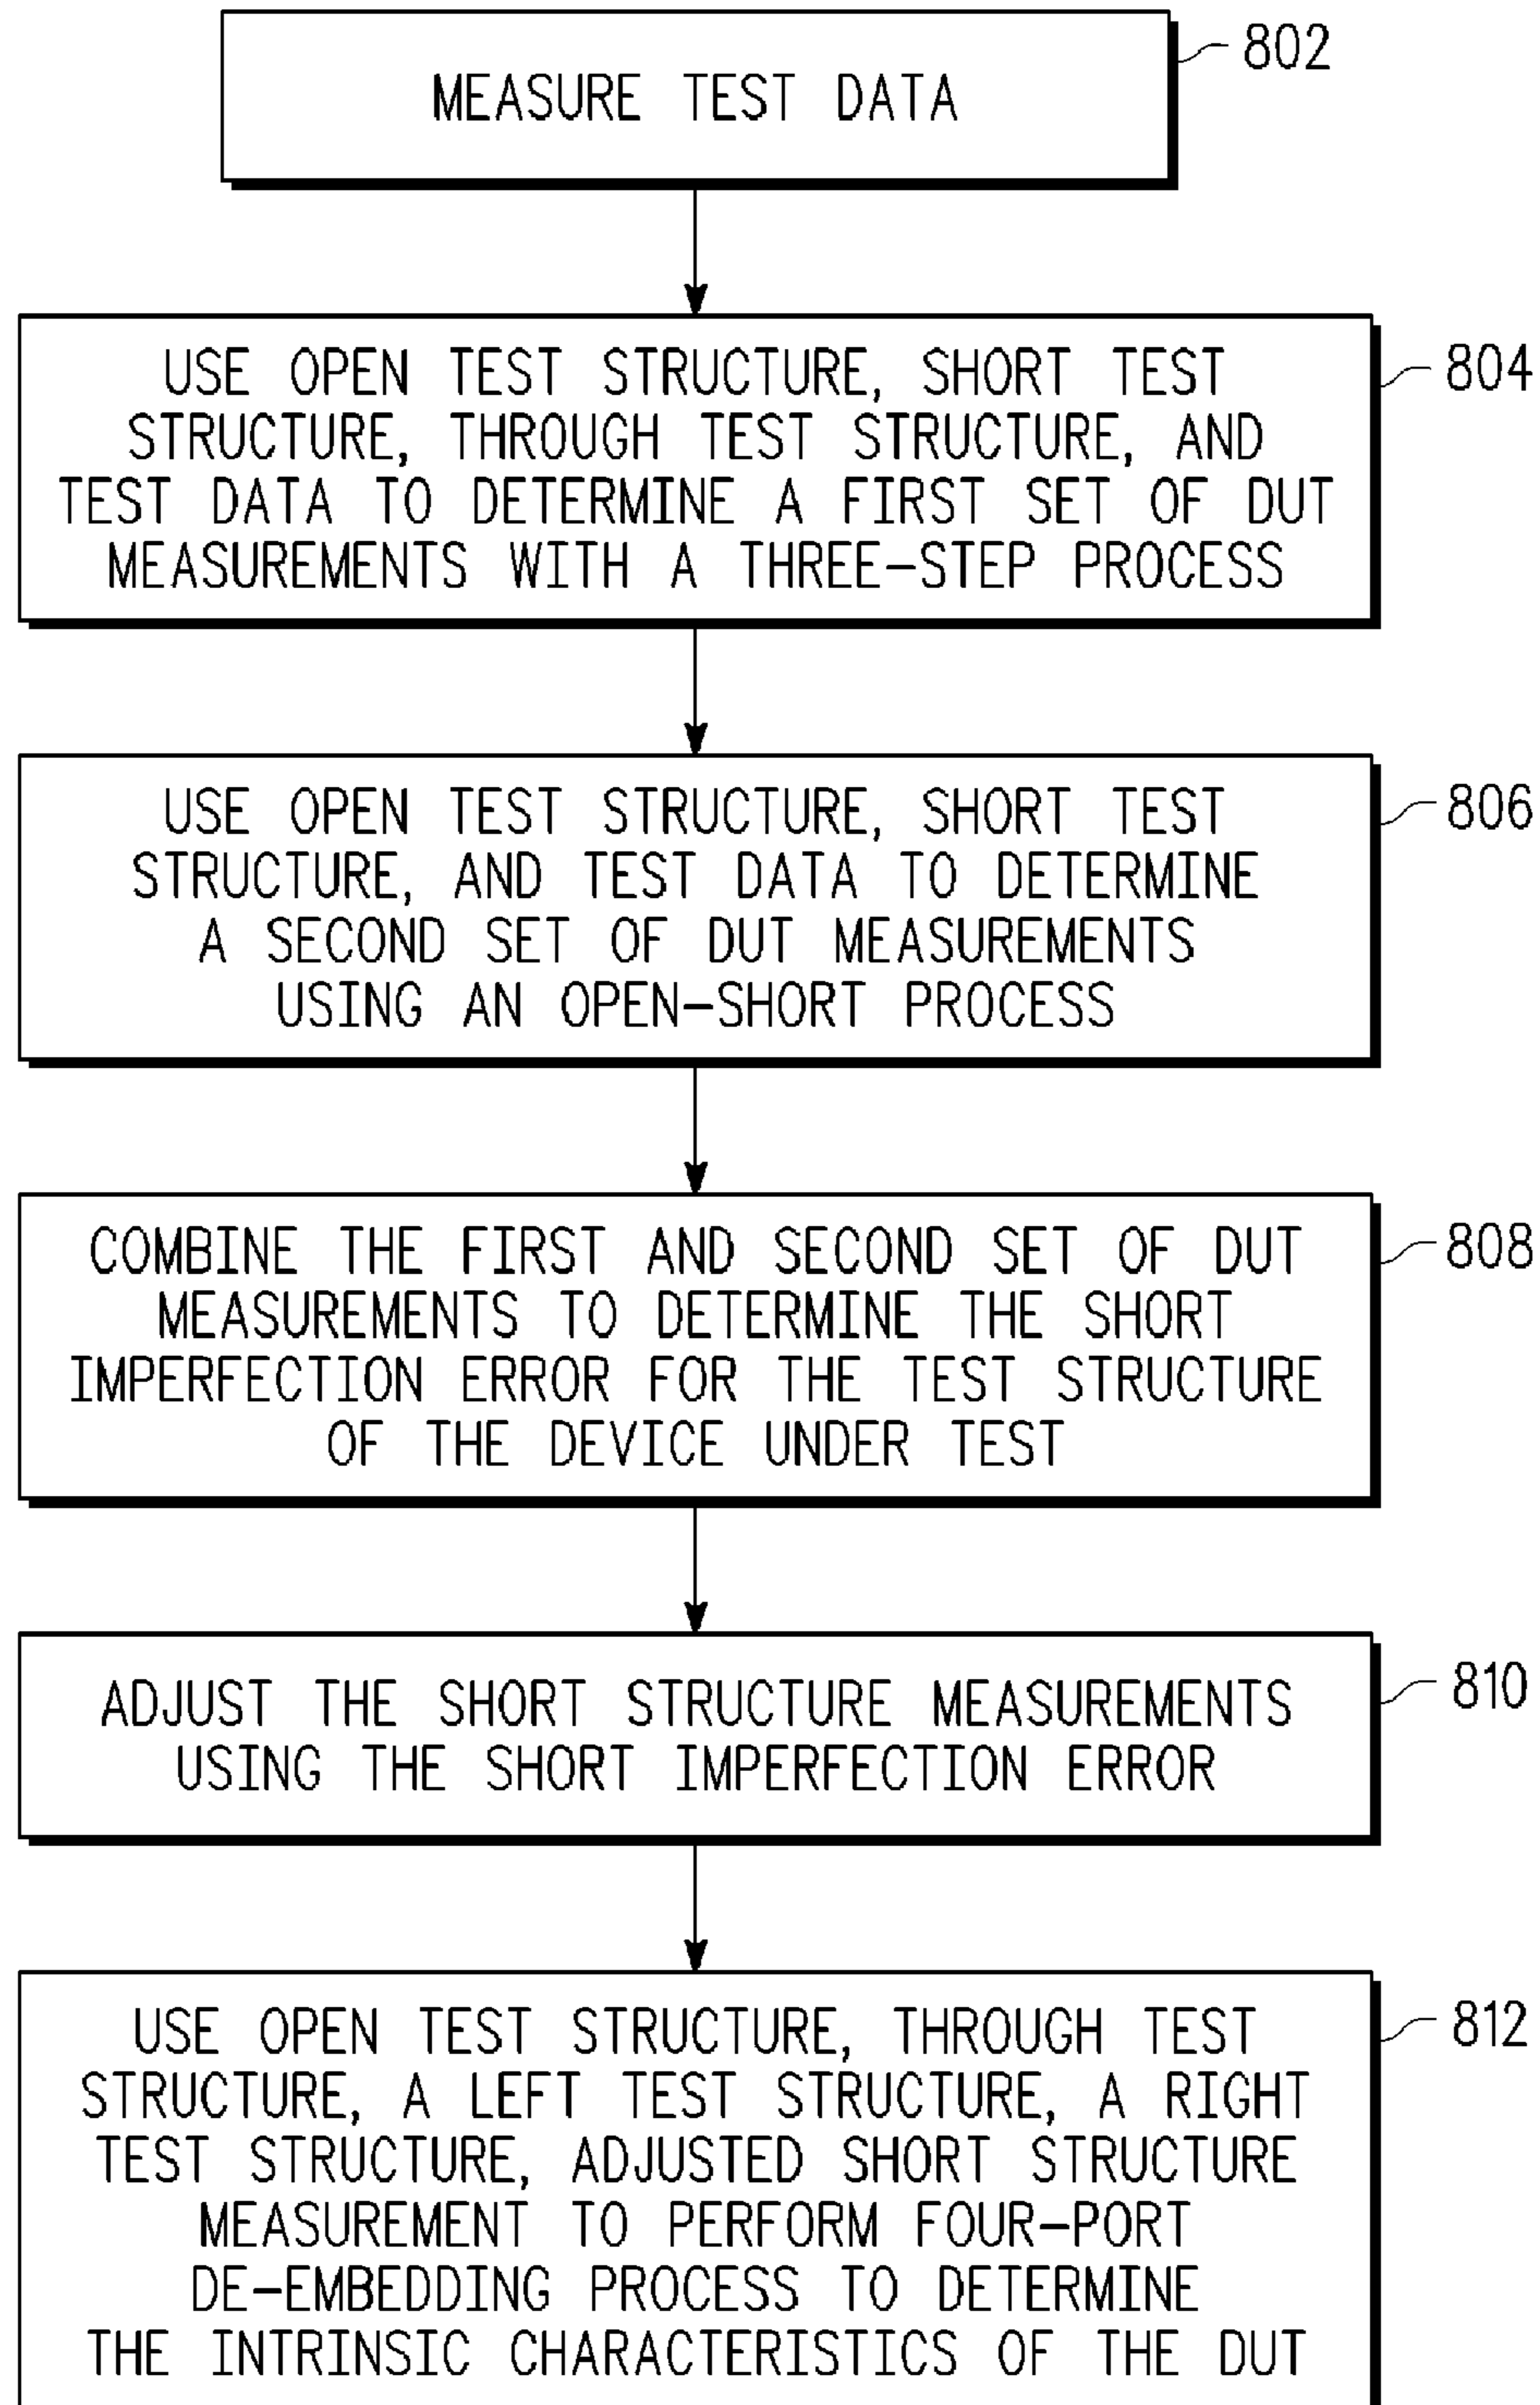 MEASURE TEST DATA
802
USE OPEN TEST STRUCTURE, SHORT TEST
STRUCTURE, THROUGH TEST STRUCTURE, AND
TEST DATA TO DETERMINE A FIRST SET OF DUT
MEASUREMENTS WITH A THREE-STEP PROCESS
804
USE OPEN TEST STRUCTURE, SHORT TEST
STRUCTURE, AND TEST DATA TO DETERMINE
A SECOND SET OF DUT MEASUREMENTS
USING AN OPEN-SHORT PROCESS
806
COMBINE THE FIRST AND SECOND SET OF DUT
MEASUREMENTS TO DETERMINE THE SHORT
IMPERFECTION ERROR FOR THE TEST STRUCTURE
OF THE DEVICE UNDER TEST
808
ADJUST THE SHORT STRUCTURE MEASUREMENTS
USING THE SHORT IMPERFECTION ERROR
810
USE OPEN TEST STRUCTURE, THROUGH TEST
STRUCTURE, A LEFT TEST STRUCTURE, A RIGHT
TEST STRUCTURE, ADJUSTED SHORT STRUCTURE
MEASUREMENT TO PERFORM FOUR-PORT
DE-EMBEDDING PROCESS TO DETERMINE
THE INTRINSIC CHARACTERISTICS OF THE DUT
812